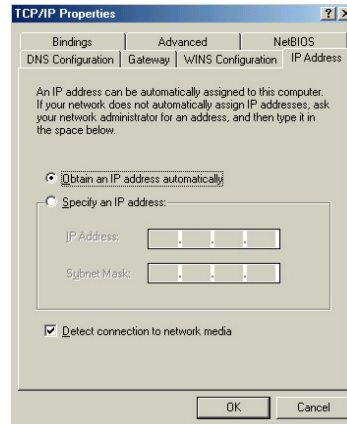 TCP/IP Properties
Bindings Advanced NetBIOS
DNS Configuration Gateway WINS Configuration IP Address
An IP address can be automatically assigned to this computer.
If your network does not automatically assign IP addresses, ask
your network administrator for an address, and then type it in
the space below.
Obtain an IP address automatically
Specify an IP address:
IP Address:
Subnet Mask:
Detect connection to network media
OK Cancel